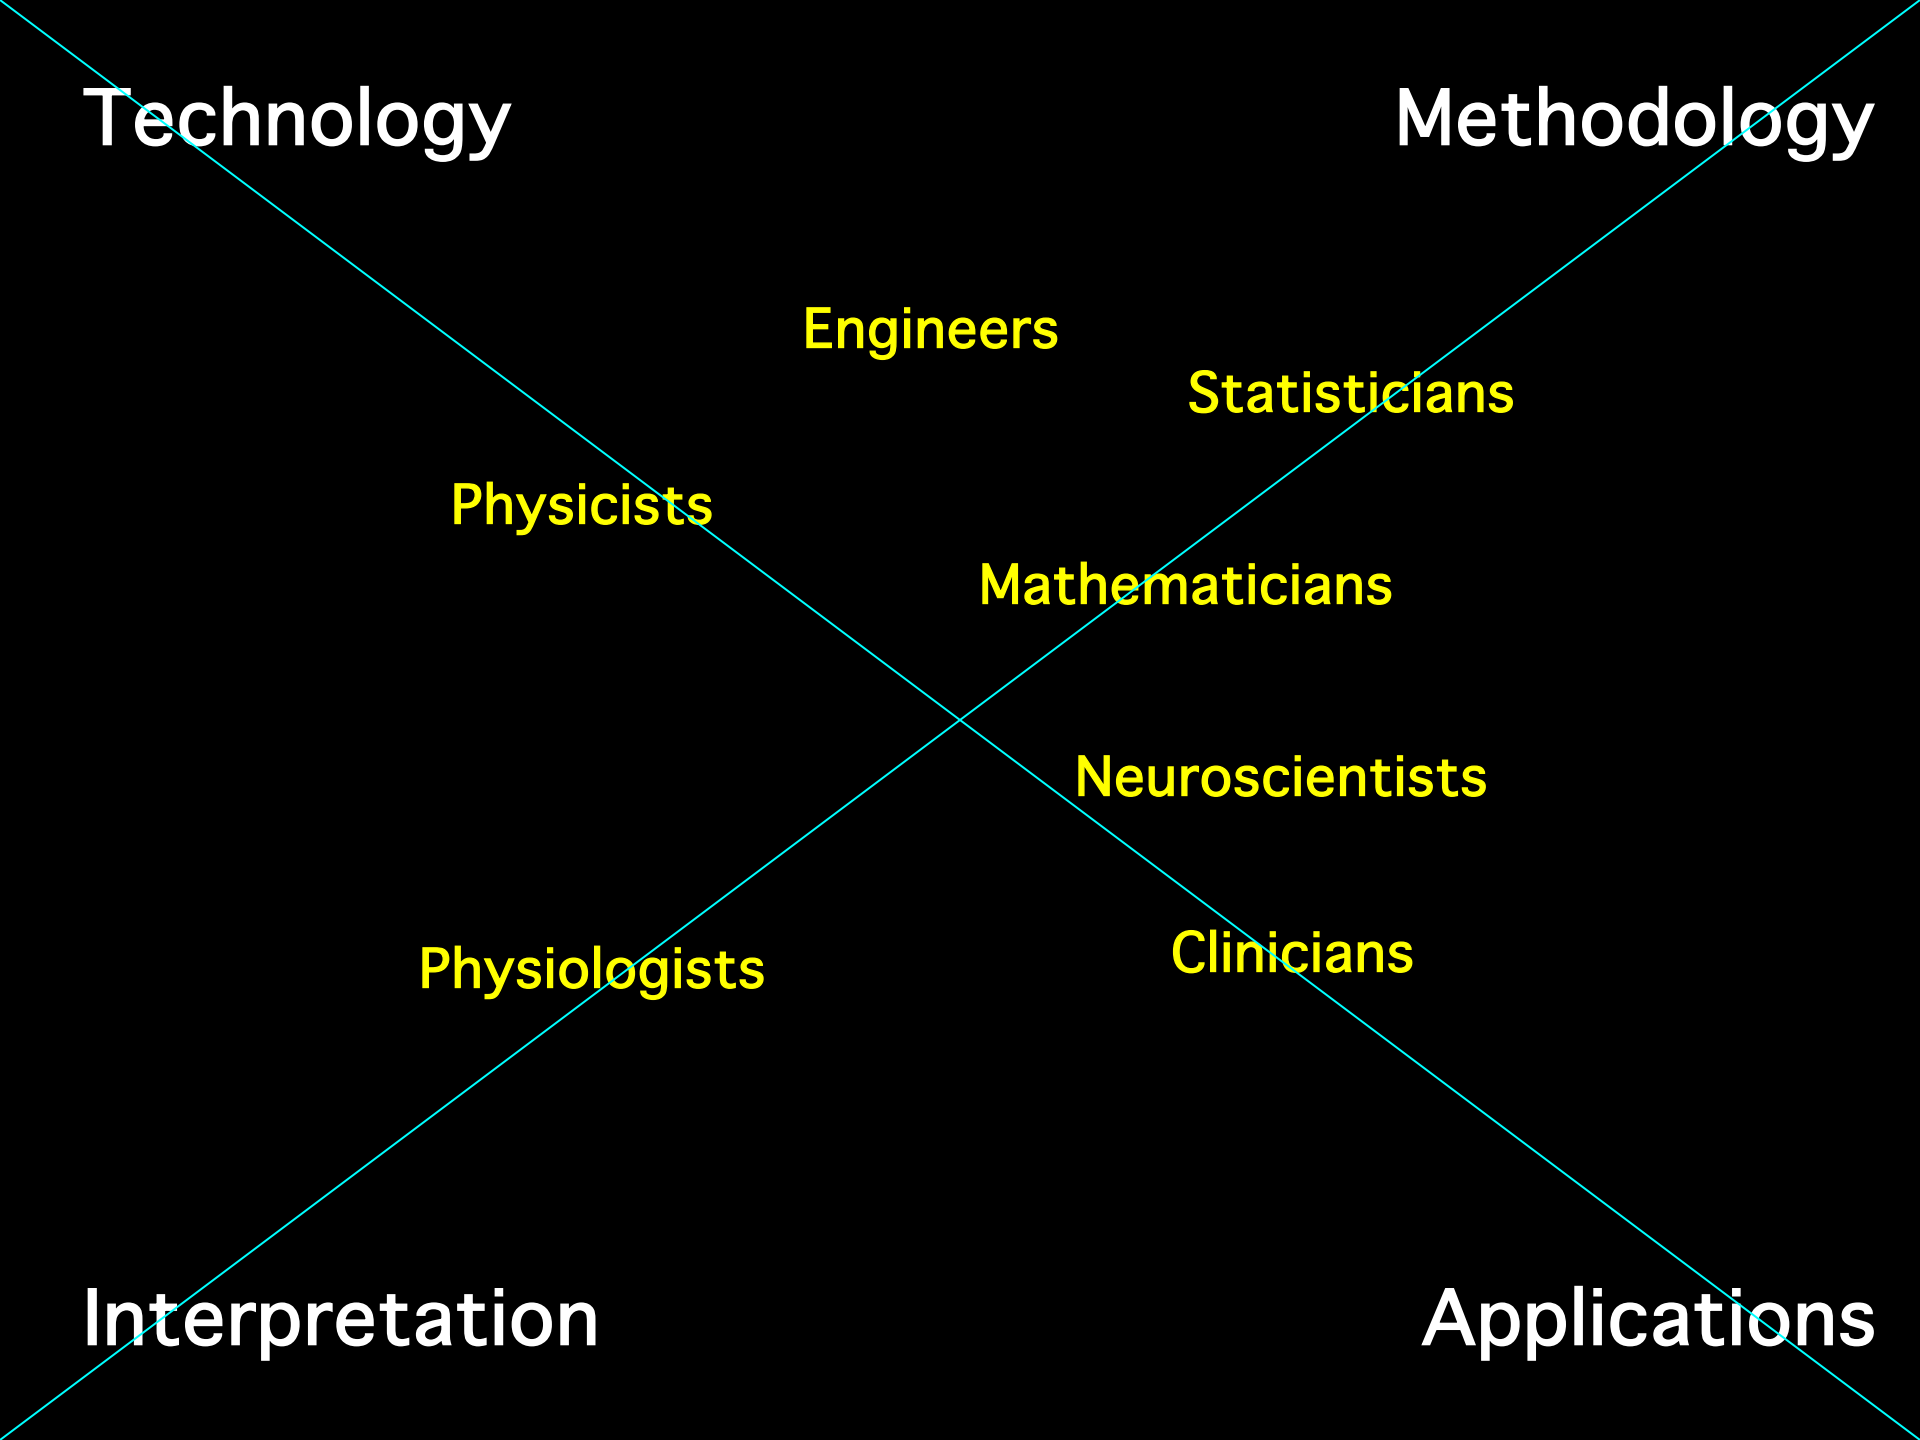 Technology
Methodology
Engineers
Statisticians
Physicists
Mathematicians
Neuroscientists
Clinicians
Physiologists
Interpretation
Applications